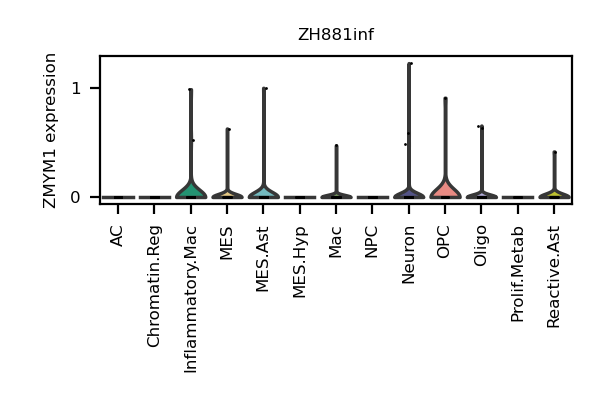 ZH881inf
ZMYM1 expression
1
0
AC
Chromatin.Reg
Inflammatory.Mac
MES
MES.Ast
MES.Hyp
Mac
NPC
Neuron
OPC
Oligo
Prolif.Metab
Reactive.Ast